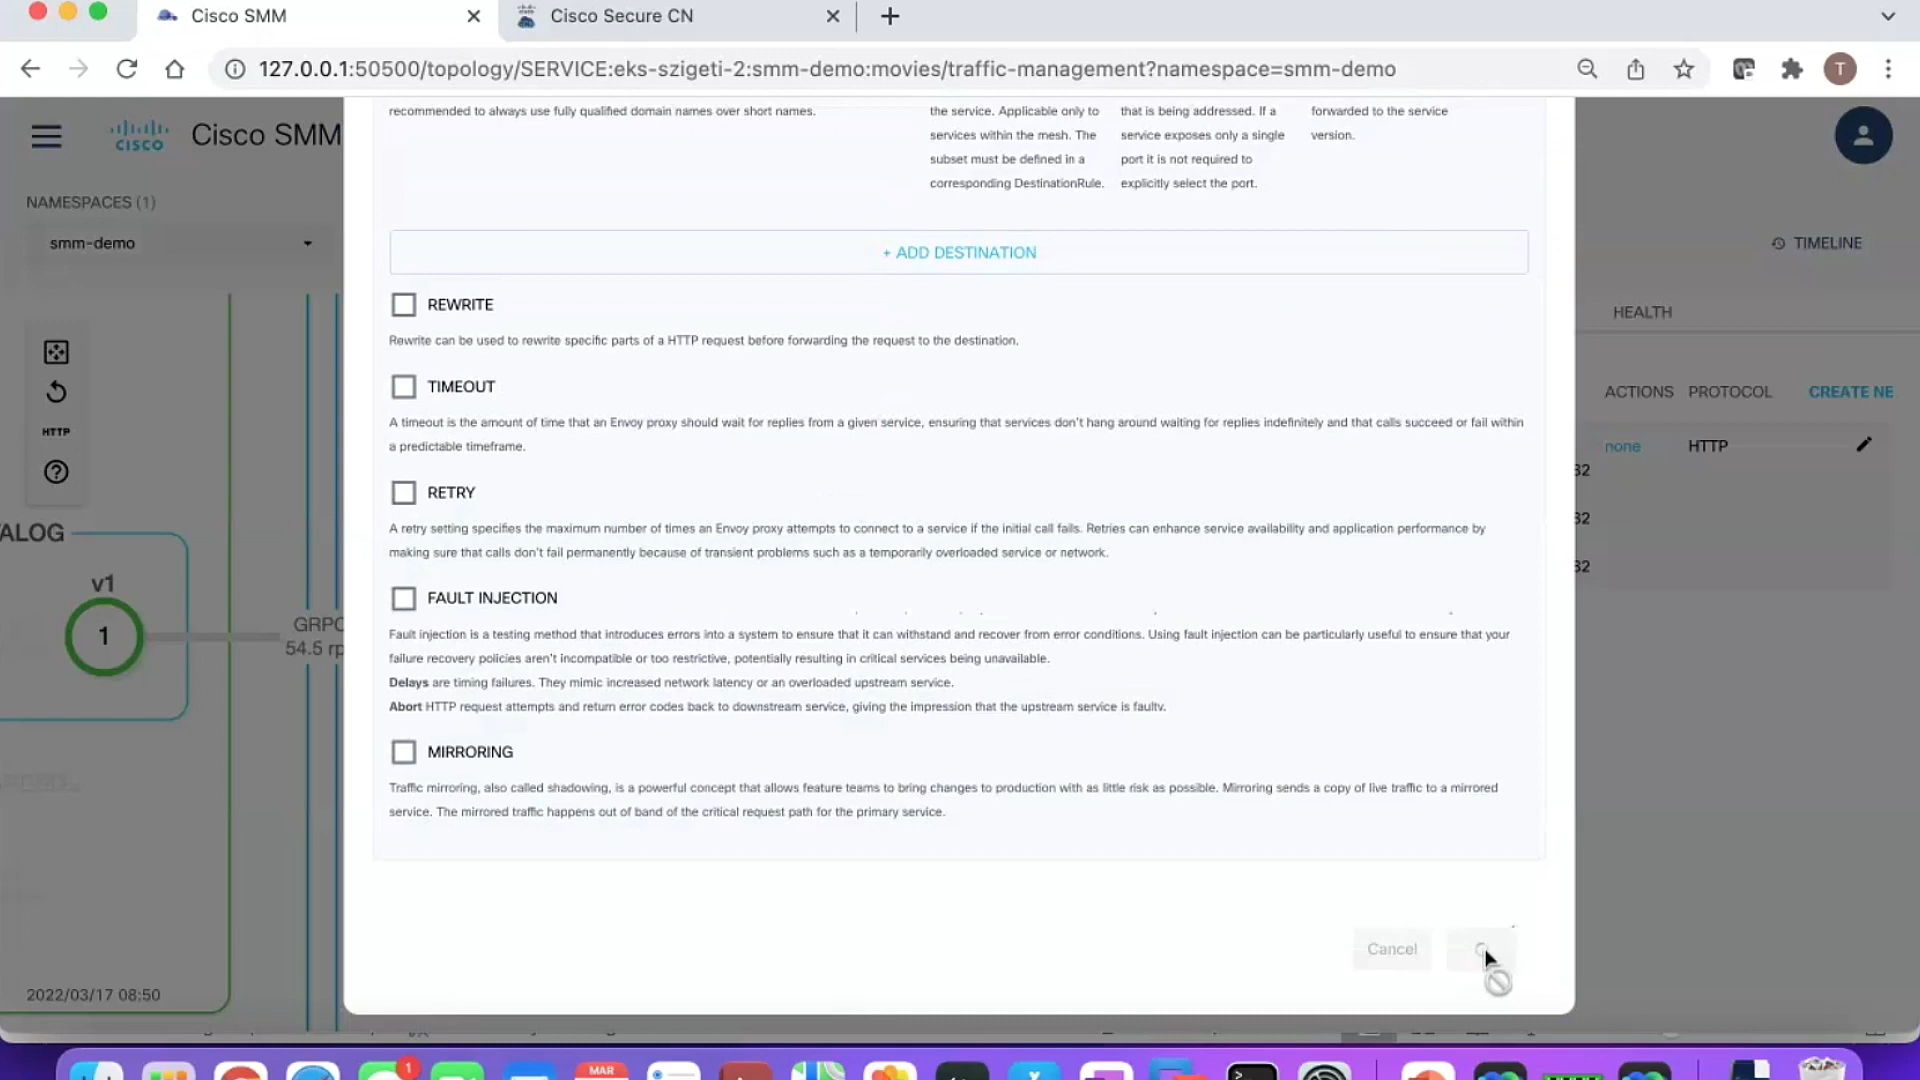 Cisco SMM
Cisco Secure CN
127.0.0.1:50500/topology/SERVICE:eks-szigeti-2:smm-demo:movies/traffic-management?namespace=smm-demo
T
CISCO
Cisco SMM
NAMESPACES (1)
smm-demo
TIMELINE
HEALTH
ACTIONS PROTOCOL CREATE NE
none HTTP
32
32
32
HTTP
ALOG
v1
1
GRPC
54.5 rp
2022/03/17 08:50
recommended to always use fully qualified domain names over short names.
the service. Applicable only to
services within the mesh. The
subset must be defined in a
corresponding DestinationRule.
that is being addressed. If a
service exposes only a single
port it is not required to
explicitly select the port.
forwarded to the service
version.
+ ADD DESTINATION
REWRITE
Rewrite can be used to rewrite specific parts of a HTTP request before forwarding the request to the destination.
TIMEOUT
A timeout is the amount of time that an Envoy proxy should wait for replies from a given service, ensuring that services don't hang around waiting for replies indefinitely and that calls succeed or fail within
a predictable timeframe.
RETRY
A retry setting specifies the maximum number of times an Envoy proxy attempts to connect to a service if the initial call fails. Retries can enhance service availability and application performance by
making sure that calls don't fail permanently because of transient problems such as a temporarily overloaded service or network.
FAULT INJECTION
Fault injection is a testing method that introduces errors into a system to ensure that it can withstand and recover from error conditions. Using fault injection can be particularly useful to ensure that your
failure recovery policies aren't incompatible or too restrictive, potentially resulting in critical services being unavailable.
Delays are timing failures. They mimic increased network latency or an overloaded upstream service.
Abort HTTP request attempts and return error codes back to downstream service, giving the impression that the upstream service is faulty.
MIRRORING
Traffic mirroring, also called shadowing, is a powerful concept that allows feature teams to bring changes to production with as little risk as possible. Mirroring sends a copy of live traffic to a mirrored
service. The mirrored traffic happens out of band of the critical request path for the primary service.
Cancel
1
MAR